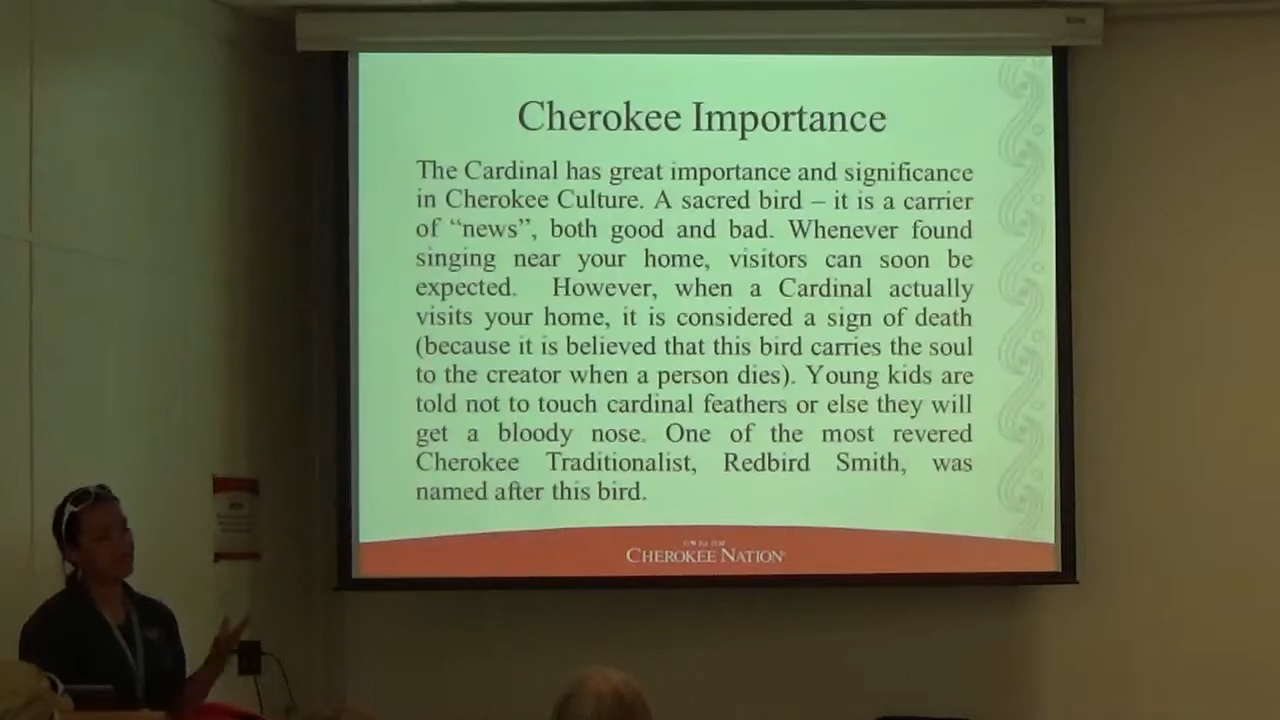 Cherokee Importance
The Cardinal has great importance and significance
in Cherokee Culture. A sacred bird – it is a carrier
of “news”, both good and bad. Whenever found
singing near your home, visitors can soon be
expected. However, when a Cardinal actually
visits your home, it is considered a sign of death
(because it is believed that this bird carries the soul
to the creator when a person dies). Young kids are
told not to touch cardinal feathers or else they will
get a bloody nose. One of the most revered
Cherokee Traditionalist, Redbird Smith, was
named after this bird.
CHEROKEE NATION